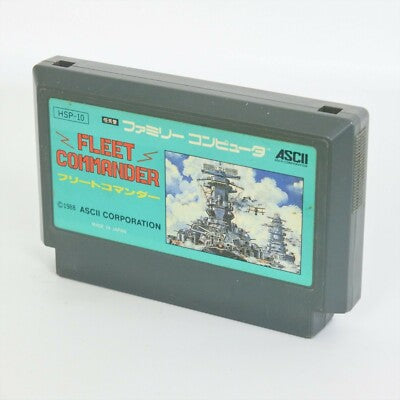 HSP-10
ファミリー コンピュータ
ASCII
FLEET
COMMANDER
フリートコマンダー
©1988 ASCII CORPORATION
MADE IN JAPAN